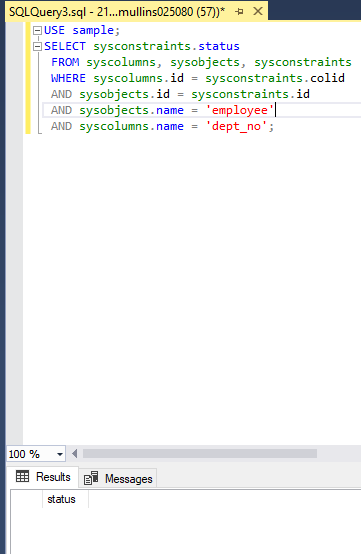 SQLQuery3.sql - 21...mullins025080 (57))*
USE sample;
SELECT sysconstraints.status
FROM syscolumns, sysobjects, sysconstraints
WHERE syscolumns.id = sysconstraints.colid
AND sysobjects.id = sysconstraints.id
AND sysobjects.name = 'employee'
AND syscolumns.name = 'dept_no';
100 %
Results Messages
status